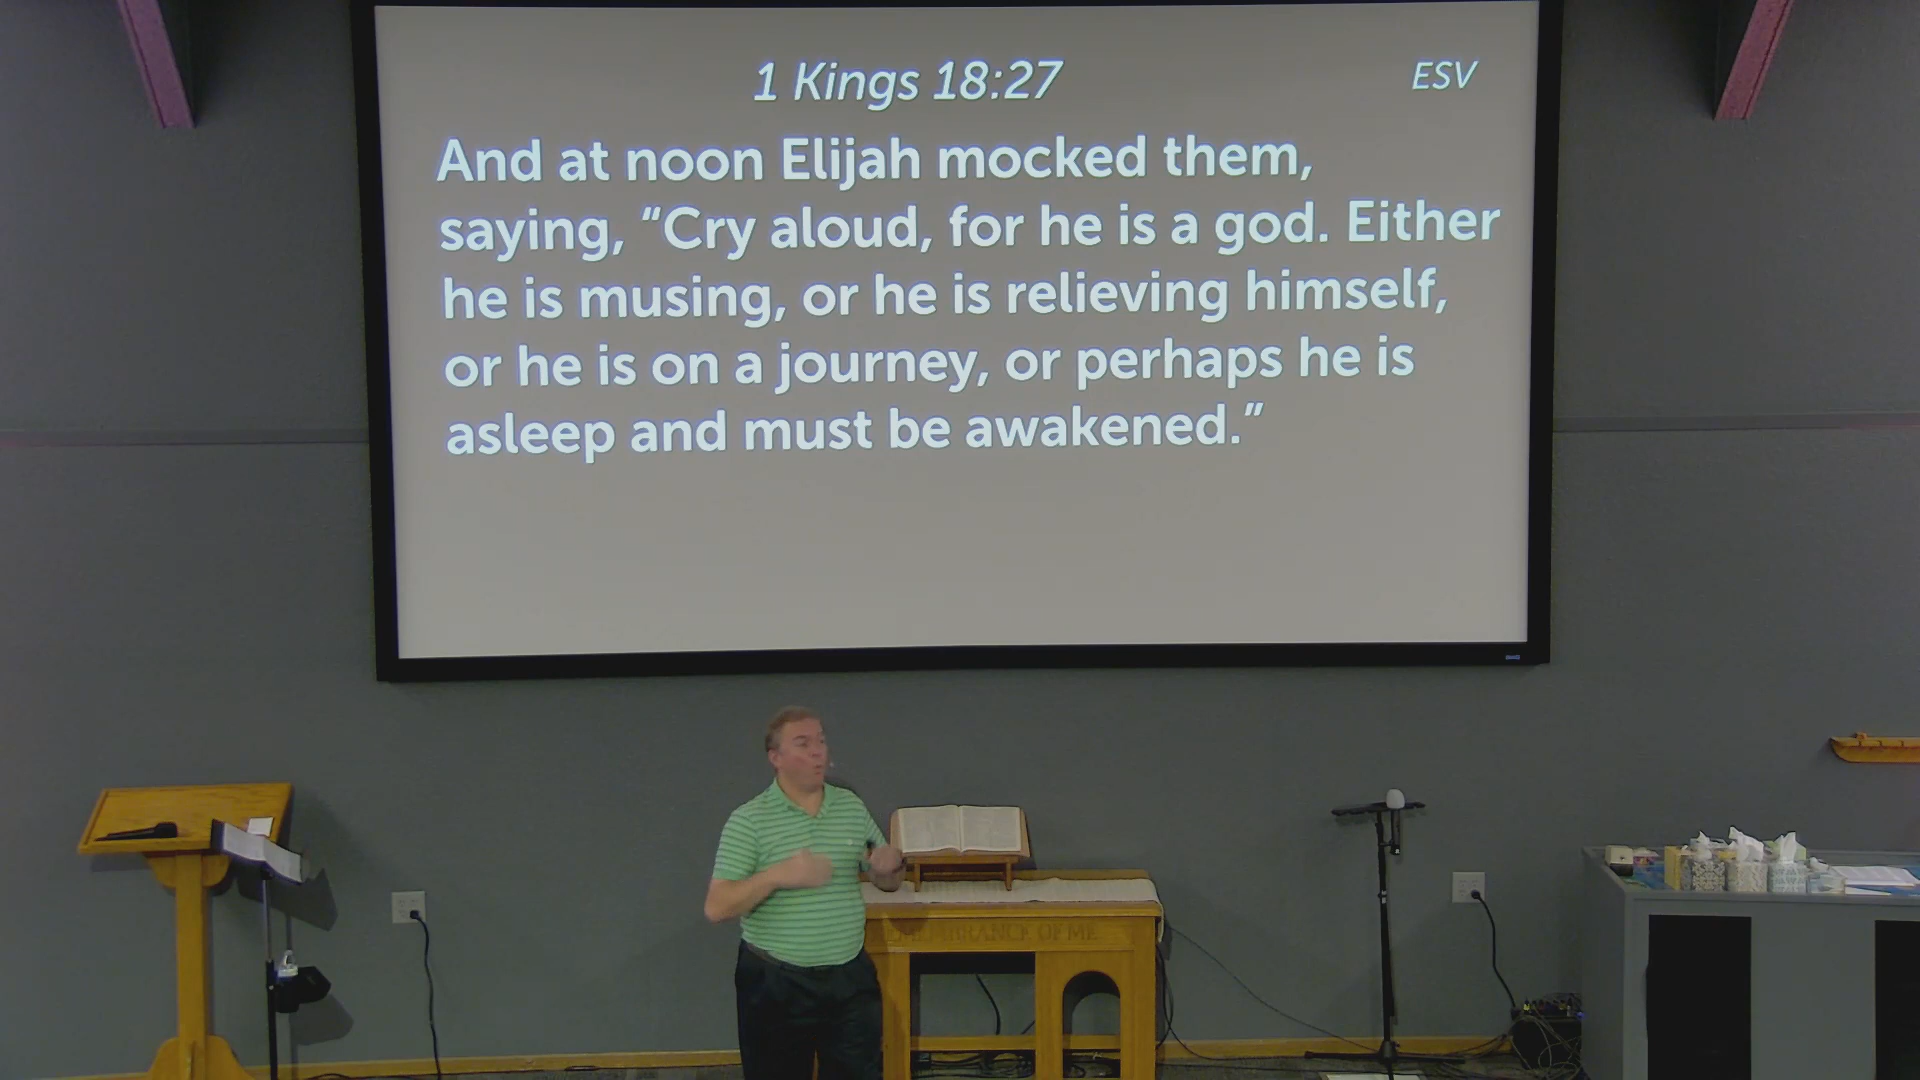 1 Kings 18:27
ESV
And at noon Elijah mocked them,
saying, “Cry aloud, for he is a god. Either
he is musing, or he is relieving himself,
or he is on a journey, or perhaps he is
asleep and must be awakened.”
OF ME